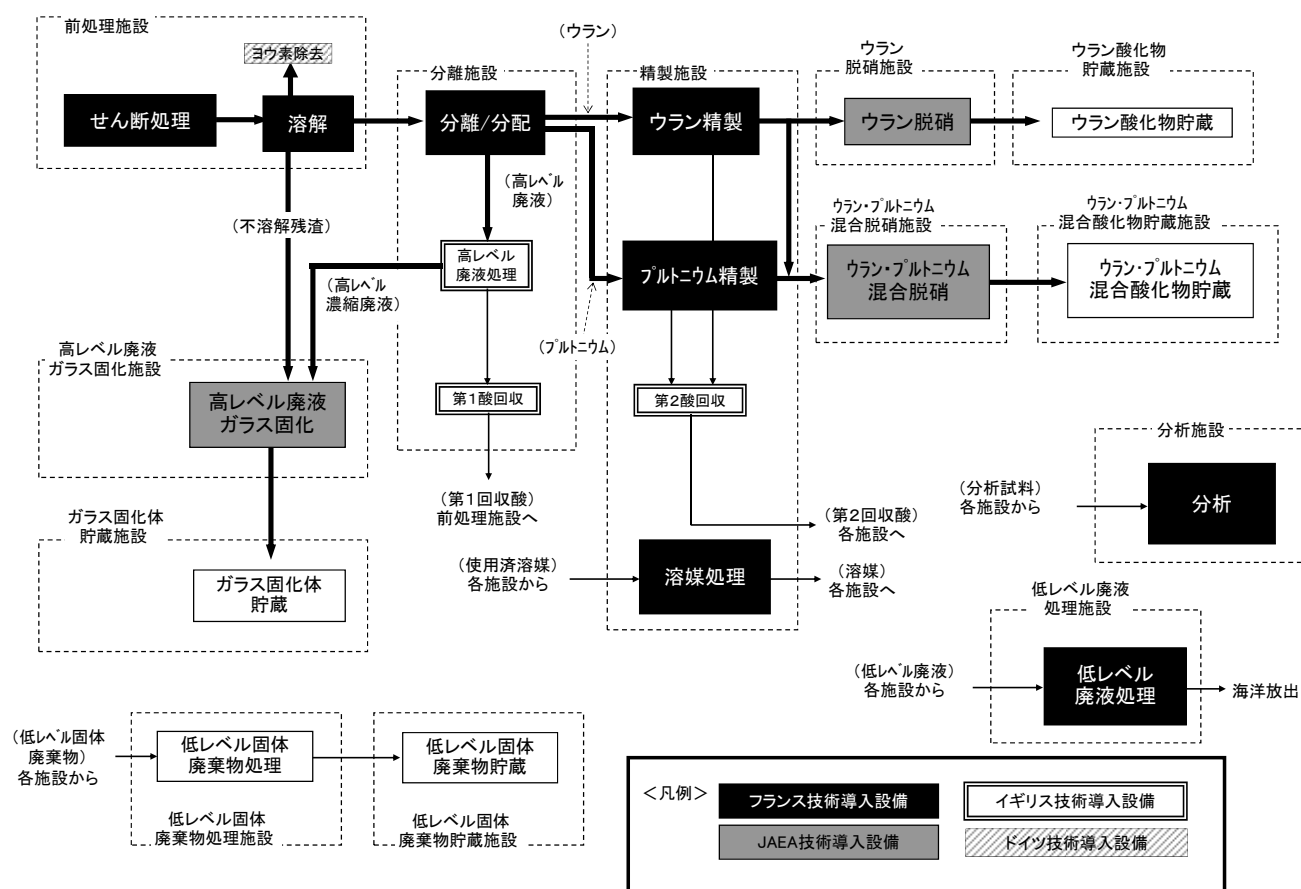 前処理施設
ヨウ素除去
せん断処理
溶解
分離施設
分離/分配
(ウラン)
精製施設
ウラン精製
ウラン
脱硝施設
ウラン脱硝
ウラン酸化物
貯蔵施設
ウラン酸化物貯蔵
(不溶解残渣)
(高レベル
廃液)
高レベル
廃液処理
(高レベル
濃縮廃液)
プルトニウム精製
(プルトニウム)
ウラン・プルトニウム
混合脱硝施設
ウラン・プルトニウム
混合脱硝
ウラン・プルトニウム
混合酸化物貯蔵施設
ウラン・プルトニウム
混合酸化物貯蔵
高レベル廃液
ガラス固化施設
高レベル廃液
ガラス固化
第1酸回収
第2酸回収
(第1回収酸)
前処理施設へ
(第2回収酸)
各施設へ
分析施設
(分析試料)
各施設から
分析
ガラス固化体
貯蔵施設
ガラス固化体
貯蔵
(使用済溶媒)
各施設から
溶媒処理
(溶媒)
各施設へ
低レベル廃液
処理施設
(低レベル廃液)
各施設から
低レベル
廃液処理
海洋放出
(低レベル固体
廃棄物)
各施設から
低レベル固体
廃棄物処理
低レベル固体
廃棄物処理施設
低レベル固体
廃棄物貯蔵
低レベル固体
廃棄物貯蔵施設
<凡例>
フランス技術導入設備
イギリス技術導入設備
JAEA技術導入設備
ドイツ技術導入設備